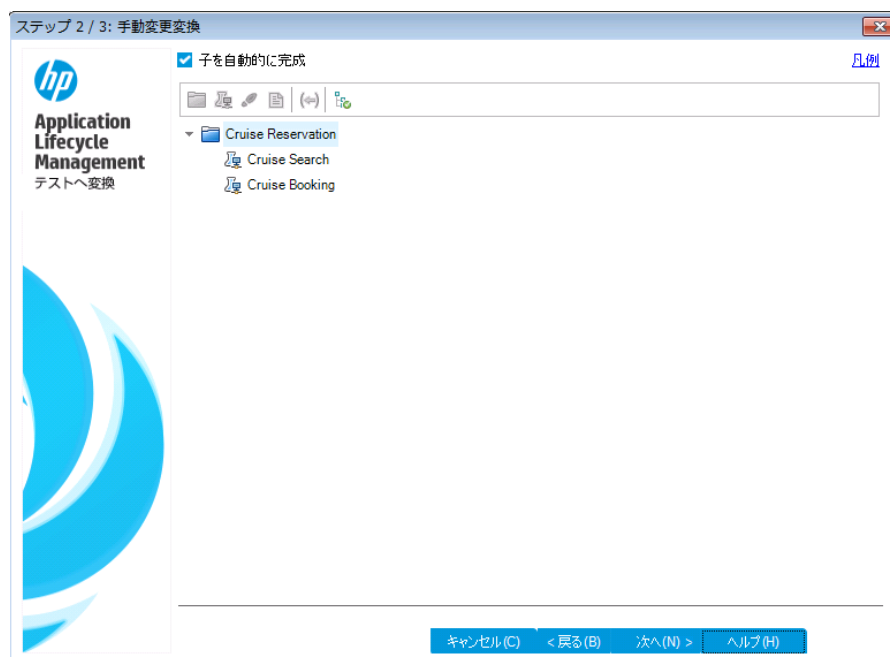 ステップ 2 / 3: 手動変更変換
子を自動的に完成
凡例
hp
Application
Lifecycle
Management
テストへ変換
Cruise Reservation
Cruise Search
Cruise Booking
キャンセル(C)
< 戻る(B)
次へ(N) >
ヘルプ(H)